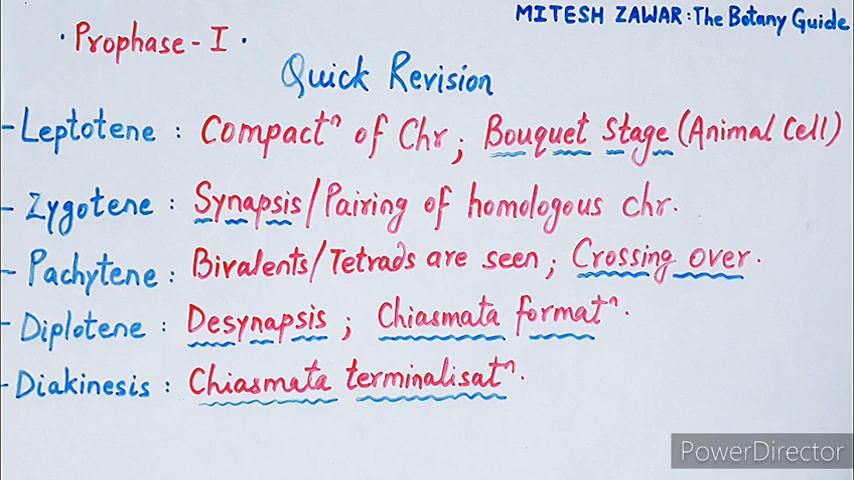 MITESH ZAWAR: The Botany Guide
· Prophase - I ·
Quick Revision
- Leptotene : Compactⁿ of Chr ; Bouquet Stage (Animal Cell)
- Zygotene : Synapsis/Pairing of homologous chr.
- Pachytene : Bivalents/Tetrads are seen ; Crossing over.
- Diplotene : Desynapsis ; Chiasmata formatⁿ.
- Diakinesis : Chiasmata terminalisatⁿ.
PowerDirector